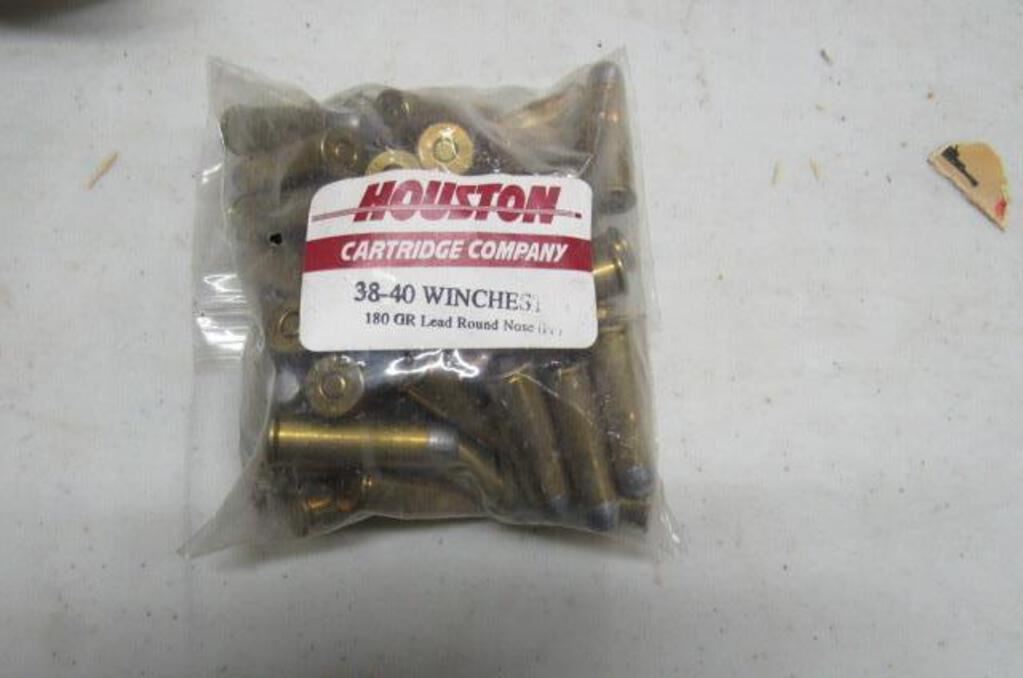 HOUSTON
CARTRIDGE COMPANY
38-40 WINCHEST
180 GR Lead Round Nose